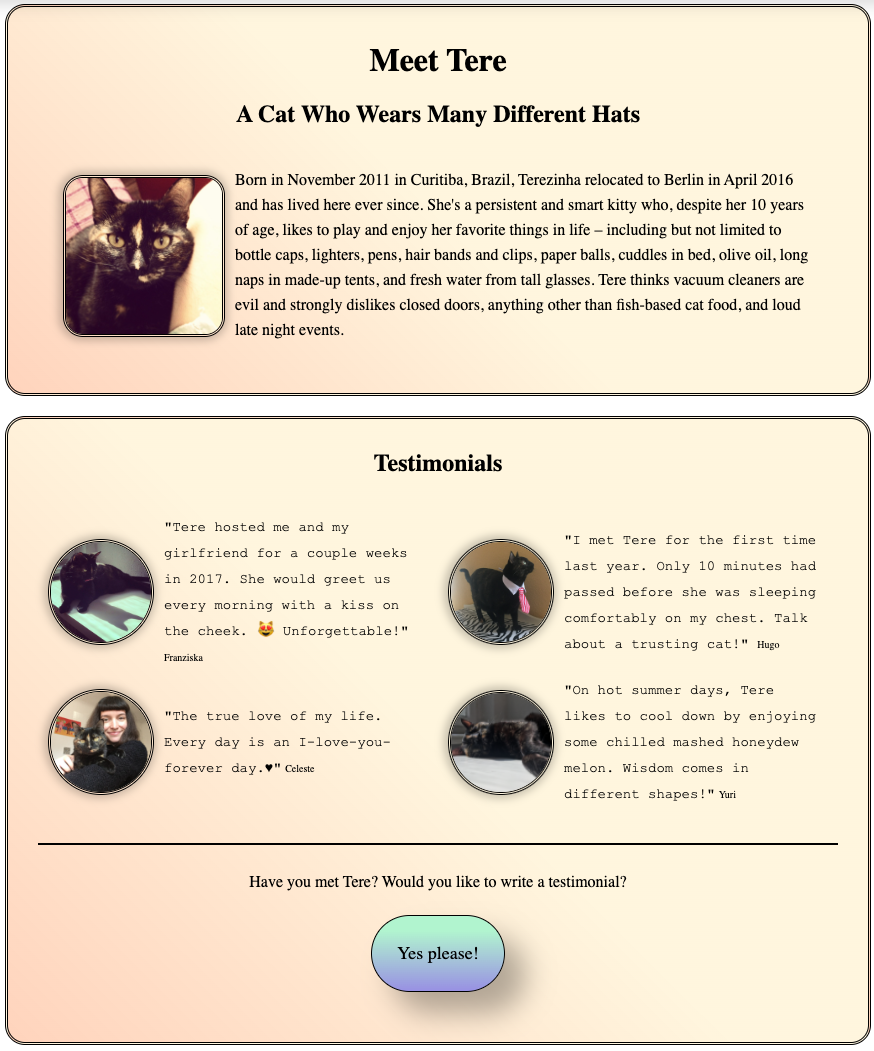 Meet Tere
A Cat Who Wears Many Different Hats
Born in November 2011 in Curitiba, Brazil, Terezinha relocated to Berlin in April 2016
and has lived here ever since. She's a persistent and smart kitty who, despite her 10 years
of age, likes to play and enjoy her favorite things in life – including but not limited to
bottle caps, lighters, pens, hair bands and clips, paper balls, cuddles in bed, olive oil, long
naps in made-up tents, and fresh water from tall glasses. Tere thinks vacuum cleaners are
evil and strongly dislikes closed doors, anything other than fish-based cat food, and loud
late night events.
Testimonials
"Tere hosted me and my
girlfriend for a couple weeks
in 2017. She would greet us
every morning with a kiss on
the cheek. 😻 Unforgettable!"
Franziska
"I met Tere for the first time
last year. Only 10 minutes had
passed before she was sleeping
comfortably on my chest. Talk
about a trusting cat!" Hugo
"The true love of my life.
Every day is an I-love-you-
forever day.♥" Celeste
"On hot summer days, Tere
likes to cool down by enjoying
some chilled mashed honeydew
melon. Wisdom comes in
different shapes!" Yuri
Have you met Tere? Would you like to write a testimonial?
Yes please!